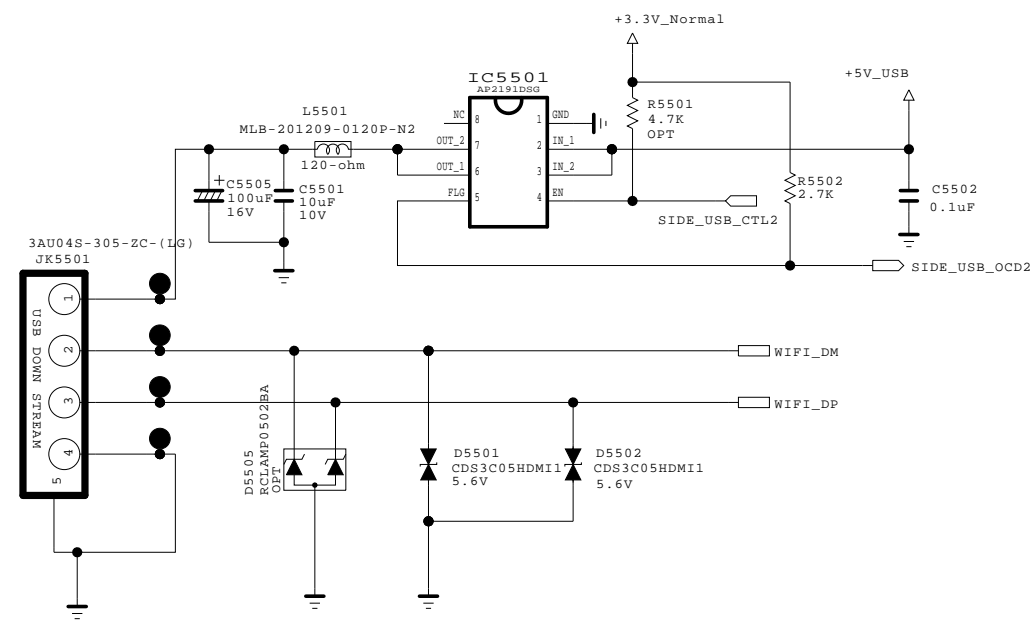 +3.3V_Normal
+5V_USB
IC5501
AP2191DSG
L5501
MLB-201209-0120P-N2
120-ohm
R5501
4.7K
OPT
NC
8
1
GND
OUT_2
7
2
IN_1
OUT_1
6
3
IN_2
FLG
5
4
EN
+
C5505
100uF
16V
C5501
10uF
10V
R5502
2.7K
C5502
0.1uF
SIDE_USB_CTL2
SIDE_USB_OCD2
3AU04S-305-ZC-(LG)
JK5501
1
2
3
4
5
USB DOWN STREAM
WIFI_DM
WIFI_DP
D5505
RCLAMP0502BA
OPT
D5501
CDS3C05HDMI1
5.6V
D5502
CDS3C05HDMI1
5.6V